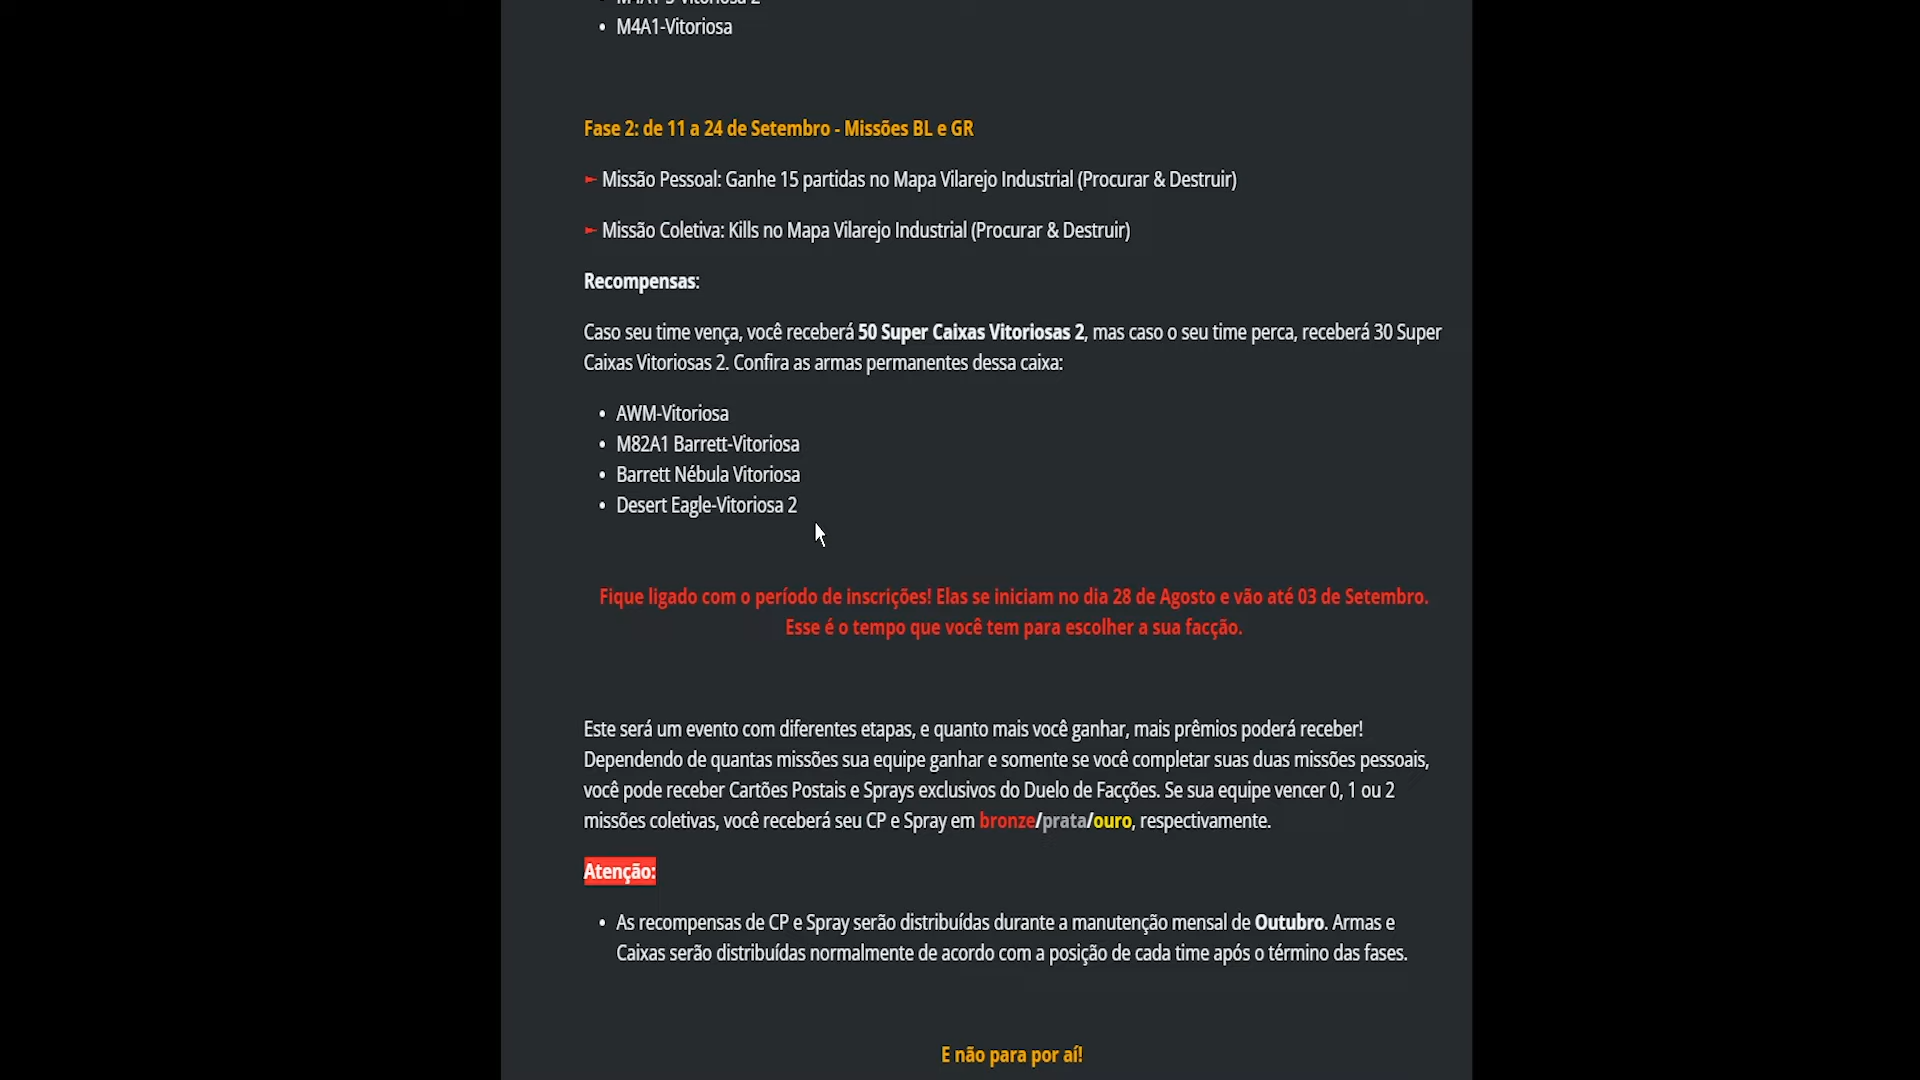 M4A1-S-Vitoriosa 2
• M4A1-Vitoriosa
Fase 2: de 11 a 24 de Setembro - Missões BL e GR
► Missão Pessoal: Ganhe 15 partidas no Mapa Vilarejo Industrial (Procurar & Destruir)
► Missão Coletiva: Kills no Mapa Vilarejo Industrial (Procurar & Destruir)
Recompensas:
Caso seu time vença, você receberá 50 Super Caixas Vitoriosas 2, mas caso o seu time perca, receberá 30 Super
Caixas Vitoriosas 2. Confira as armas permanentes dessa caixa:
• AWM-Vitoriosa
• M82A1 Barrett-Vitoriosa
• Barrett Nébula Vitoriosa
• Desert Eagle-Vitoriosa 2
Fique ligado com o período de inscrições! Elas se iniciam no dia 28 de Agosto e vão até 03 de Setembro.
Esse é o tempo que você tem para escolher a sua facção.
Este será um evento com diferentes etapas, e quanto mais você ganhar, mais prêmios poderá receber!
Dependendo de quantas missões sua equipe ganhar e somente se você completar suas duas missões pessoais,
você pode receber Cartões Postais e Sprays exclusivos do Duelo de Facções. Se sua equipe vencer 0, 1 ou 2
missões coletivas, você receberá seu CP e Spray em bronze/prata/ouro, respectivamente.
Atenção:
• As recompensas de CP e Spray serão distribuídas durante a manutenção mensal de Outubro. Armas e
Caixas serão distribuídas normalmente de acordo com a posição de cada time após o término das fases.
E não para por aí!